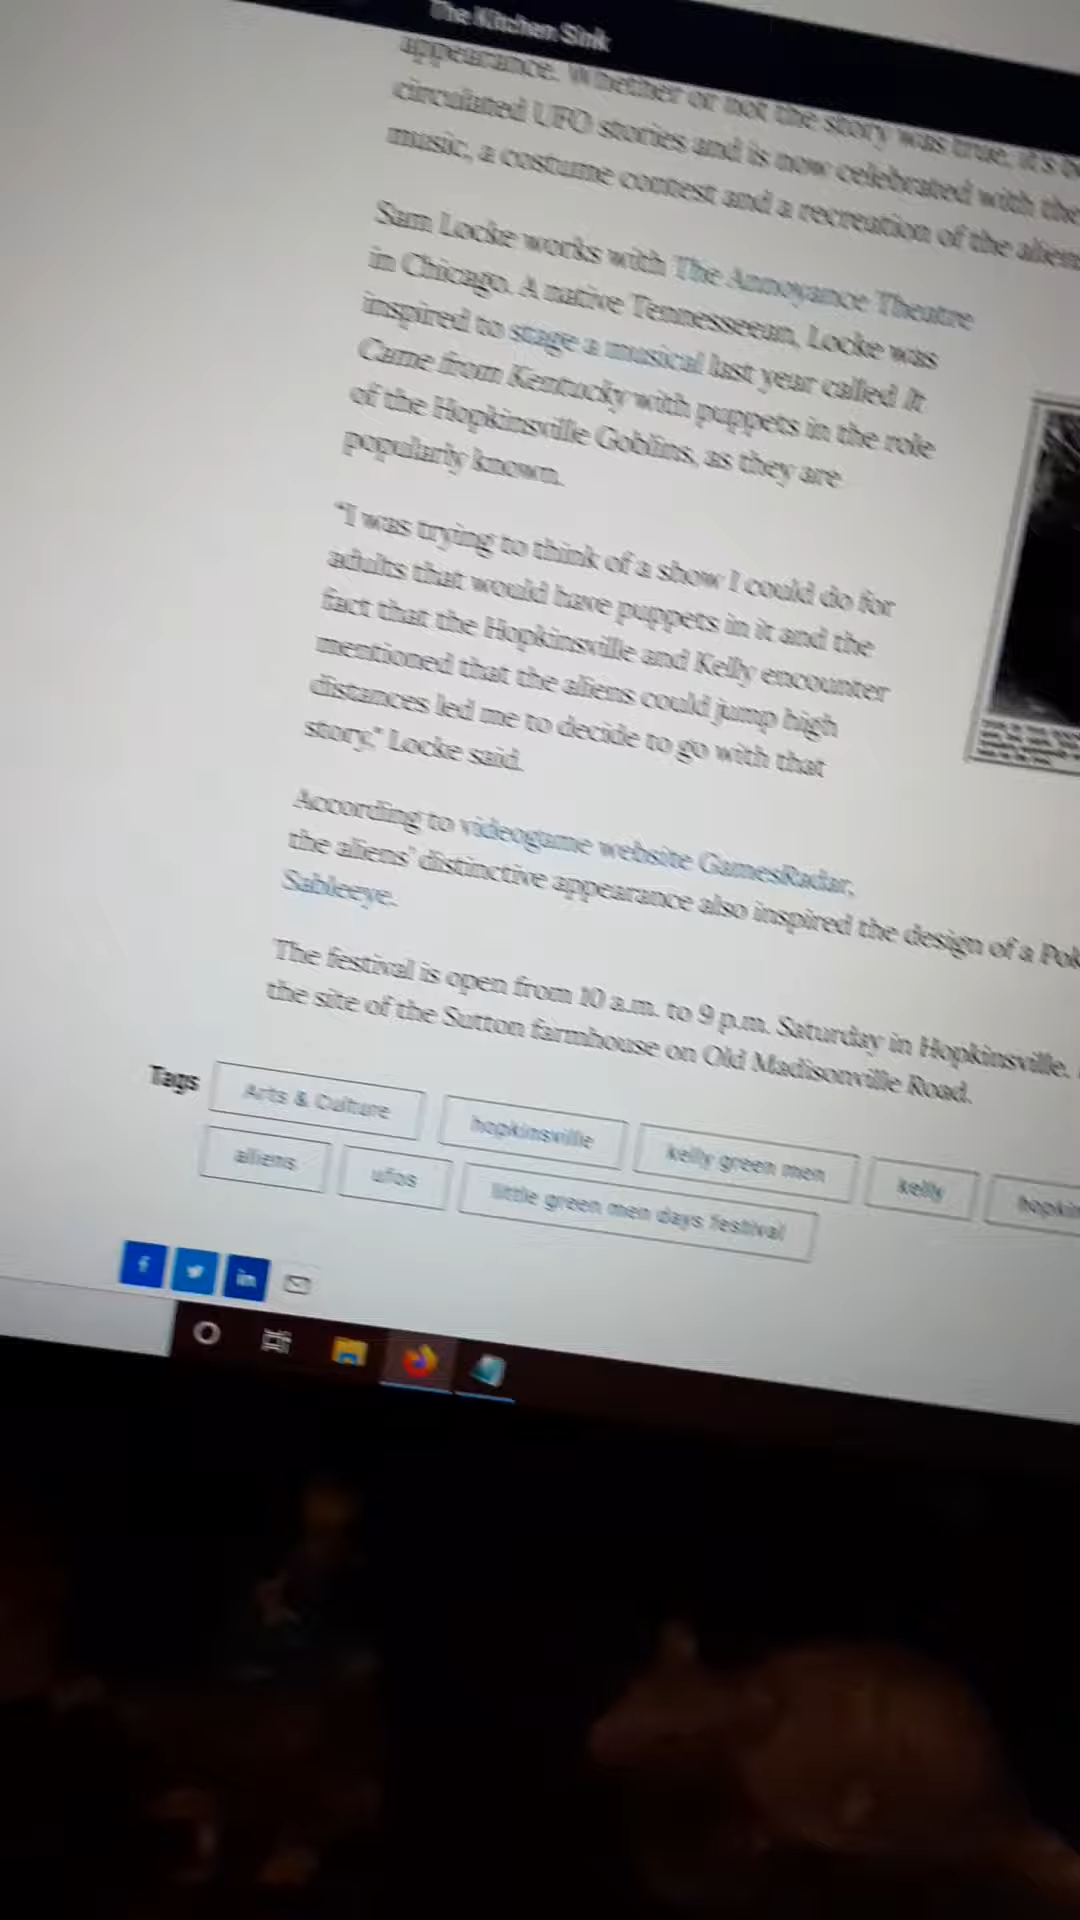 The Kitchen Sink
appearance. Whether or not the story was true, it's
circulated UFO stories and is now celebrated with the
music, a costume contest and a recreation of the alien
Sam Locke works with The Annoyance Theatre
in Chicago. A native Tennesseean, Locke was
inspired to stage a musical last year called It
Came from Kentucky with puppets in the role
of the Hopkinsville Goblins, as they are
popularly known.
"I was trying to think of a show I could do for
adults that would have puppets in it and the
fact that the Hopkinsville and Kelly encounter
mentioned that the aliens could jump high
distances led me to decide to go with that
story," Locke said.
According to videogame website GamesRadar,
the aliens' distinctive appearance also inspired the design of a Pok
Sableeye.
The festival is open from 10 a.m. to 9 p.m. Saturday in Hopkinsville,
the site of the Sutton farmhouse on Old Madisonville Road.
Tags Arts & Culture hopkinsville kelly green men kelly hopkin
aliens ufos little green men days festival
f in